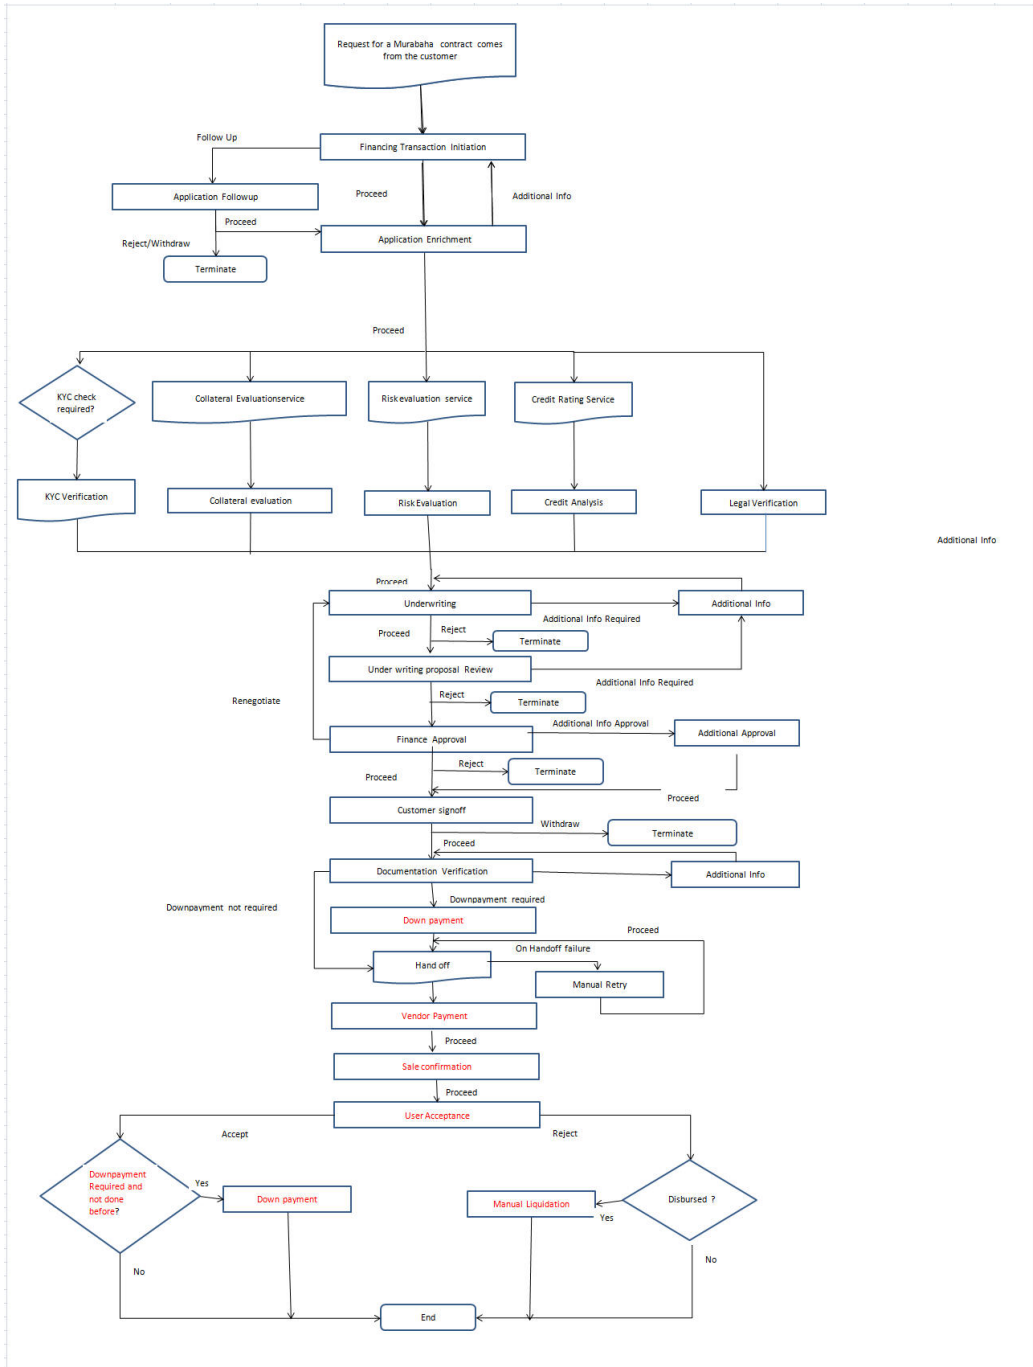 Request for a Murabaha contract comes
from the customer
Follow Up
Financing Transaction Initiation
Application Followup
Proceed
Additional Info
Proceed
Application Enrichment
Reject/Withdraw
Terminate
Proceed
KYC check
required?
Collateral Evaluationservice
Risk evaluation service
Credit Rating Service
KYC Verification
Collateral evaluation
Risk Evaluation
Credit Analysis
Legal Verification
Additional Info
Proceed
Underwriting
Additional Info
Additional Info Required
Proceed
Reject
Terminate
Under writing proposal Review
Additional Info Required
Renegotiate
Reject
Terminate
Additional Info Approval
Finance Approval
Additional Approval
Reject
Terminate
Proceed
Proceed
Customer signoff
Withdraw
Terminate
Proceed
Documentation Verification
Additional Info
Downpayment not required
Downpayment required
Down payment
Proceed
On Handoff failure
Hand off
Manual Retry
Vendor Payment
Proceed
Sale confirmation
Proceed
User Acceptance
Accept
Reject
Downpayment
Required and
not done
before?
Yes
Down payment
Manual Liquidation
Yes
Disbursed ?
No
No
End